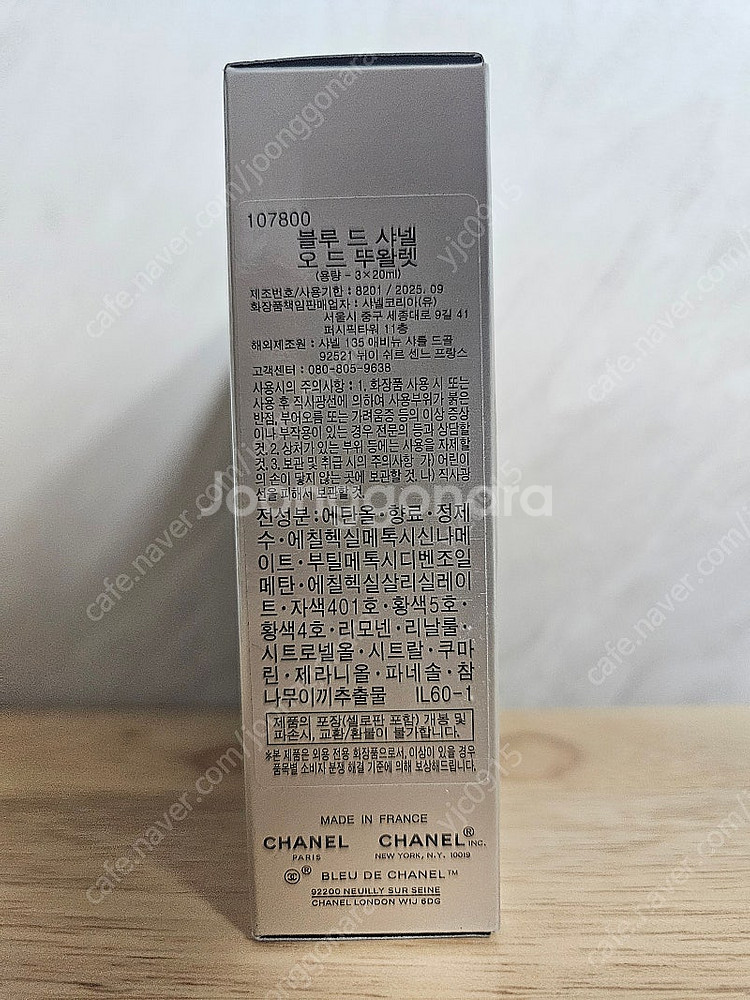 107800
블루 드 샤넬
오 드 뚜왈렛
(용량 - 3×20ml)
제조번호/사용기한 : 8201 / 2025. 09
화장품책임판매업자 : 샤넬코리아(유)
서울시 중구 세종대로 9길 41
퍼시픽타워 11층
해외제조원 : 샤넬 135 애비뉴 샤를 드골
92521 뉘이 쉬르 센느 프랑스
고객센터 : 080-805-9638
사용시의 주의사항 : 1. 화장품 사용 시 또는
사용 후 직사광선에 의하여 사용부위가 붉은
반점, 부어오름 또는 가려움증 등의 이상 증상
이나 부작용이 있는 경우 전문의 등과 상담할
것. 2. 상처가 있는 부위 등에는 사용을 자제할
것. 3. 보관 및 취급 시의 주의사항 가) 어린이
의 손이 닿지 않는 곳에 보관할 것. 나) 직사광
선을 피해서 보관할 것.
전성분 : 에탄올·향료·정제
수·에칠헥실메톡시신나메
이트·부틸메톡시디벤조일
메탄·에칠헥실살리실레이
트·자색401호·황색5호·
황색4호·리모넨·리날룰·
시트로넬올·시트랄·쿠마
린·제라니올·파네솔·참
나무이끼추출물 IL60-1
제품의 포장(셀로판 포함) 개봉 및
파손시, 교환/환불이 불가합니다.
※본 제품은 외용 전용 화장품으로서, 이상이 있을 경우
품목별 소비자 분쟁 해결 기준에 의해 보상해드립니다.
MADE IN FRANCE
CHANEL CHANEL® INC.
PARIS NEW YORK, N.Y. 10019
® BLEU DE CHANEL™
92200 NEUILLY SUR SEINE
CHANEL LONDON W1J 6DG
Joonggonara
cafe.naver.com/joonggonara
yjc0915